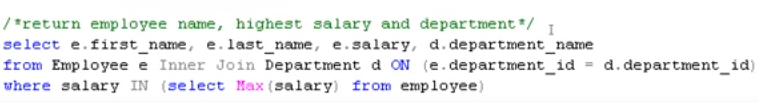 /*return employee name, highest salary and department*/
select e.first_name, e.last_name, e.salary, d.department_name
from Employee e Inner Join Department d ON (e.department_id = d.department_id)
where salary IN (select Max(salary) from employee)